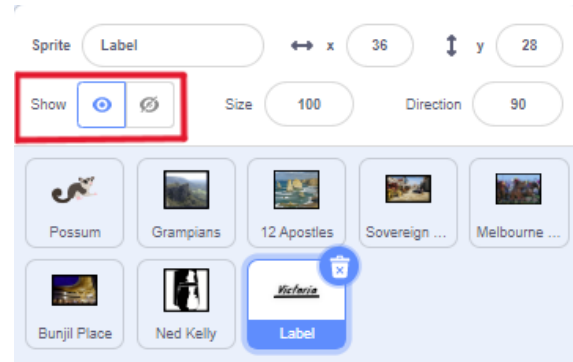 Sprite Label x 36 y 28
Show Size 100 Direction 90
Possum Grampians 12 Apostles Sovereign ... Melbourne ...
Victoria
Bunjil Place Ned Kelly Label